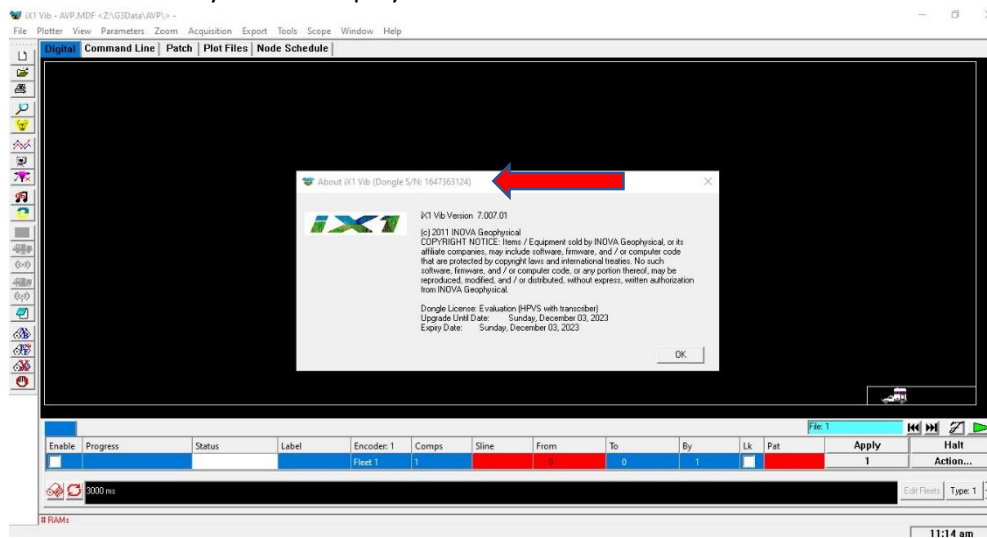 iX1 Vib - AVP.MDF <Z:\G3Data\AVP\> -
File Plotter View Parameters Zoom Acquisition Export Tools Scope Window Help
Digital Command Line Patch Plot Files Node Schedule
About iX1 Vib (Dongle S/N: 1647363124)
iX1
iX1 Vib Version 7.007.01
(c) 2011 INOVA Geophysical
COPYRIGHT NOTICE: Items / Equipment sold by INOVA Geophysical, or its
affiliate companies, may include software, firmware, and / or computer code
that are protected by copyright laws and international treaties. No such
software, firmware, and / or computer code, or any portion thereof, may be
reproduced, modified, and / or distributed, without express, written authorization
from INOVA Geophysical.
Dongle License: Evaluation (HPVS with transcriber)
Upgrade Until Date: Sunday, December 03, 2023
Expiry Date: Sunday, December 03, 2023
OK
File: 1
Enable Progress Status Label Encoder: 1 Comps Sline From To By Lk Pat Apply Halt
Fleet 1 1 0 0 1 1 Action...
3000 ms Edit Fleets Type: 1
# RAMs
11:14 am